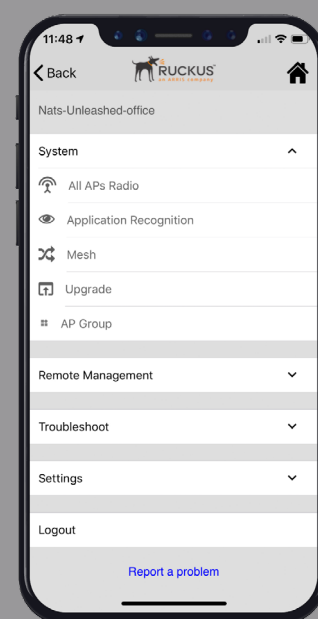 11:48
Back
RUCKUS
an ARRIS company
Nats-Unleashed-office
System
All APs Radio
Application Recognition
Mesh
Upgrade
AP Group
Remote Management
Troubleshoot
Settings
Logout
Report a problem